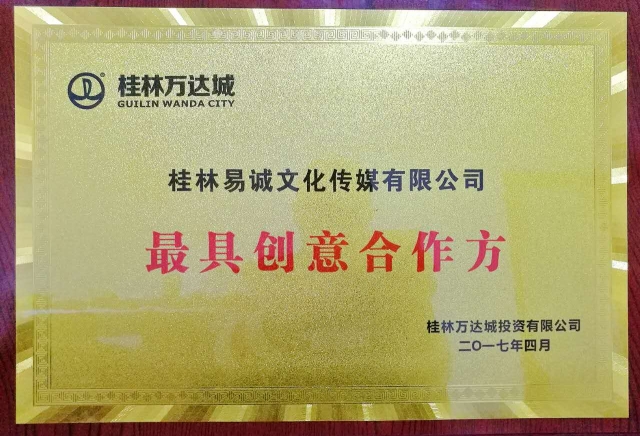 桂林万达城
GUILIN WANDA CITY
桂林易诚文化传媒有限公司
最具创意合作方
桂林万达城投资有限公司
二O一七年四月